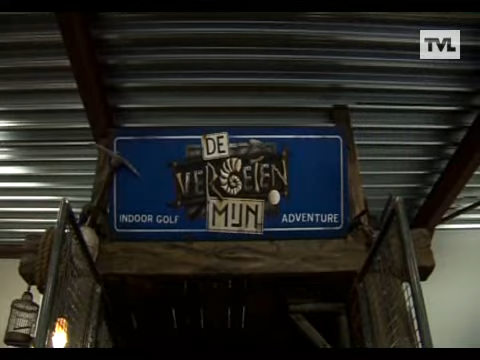 TVL
DE
VERGETEN
MIJN
INDOOR GOLF ADVENTURE